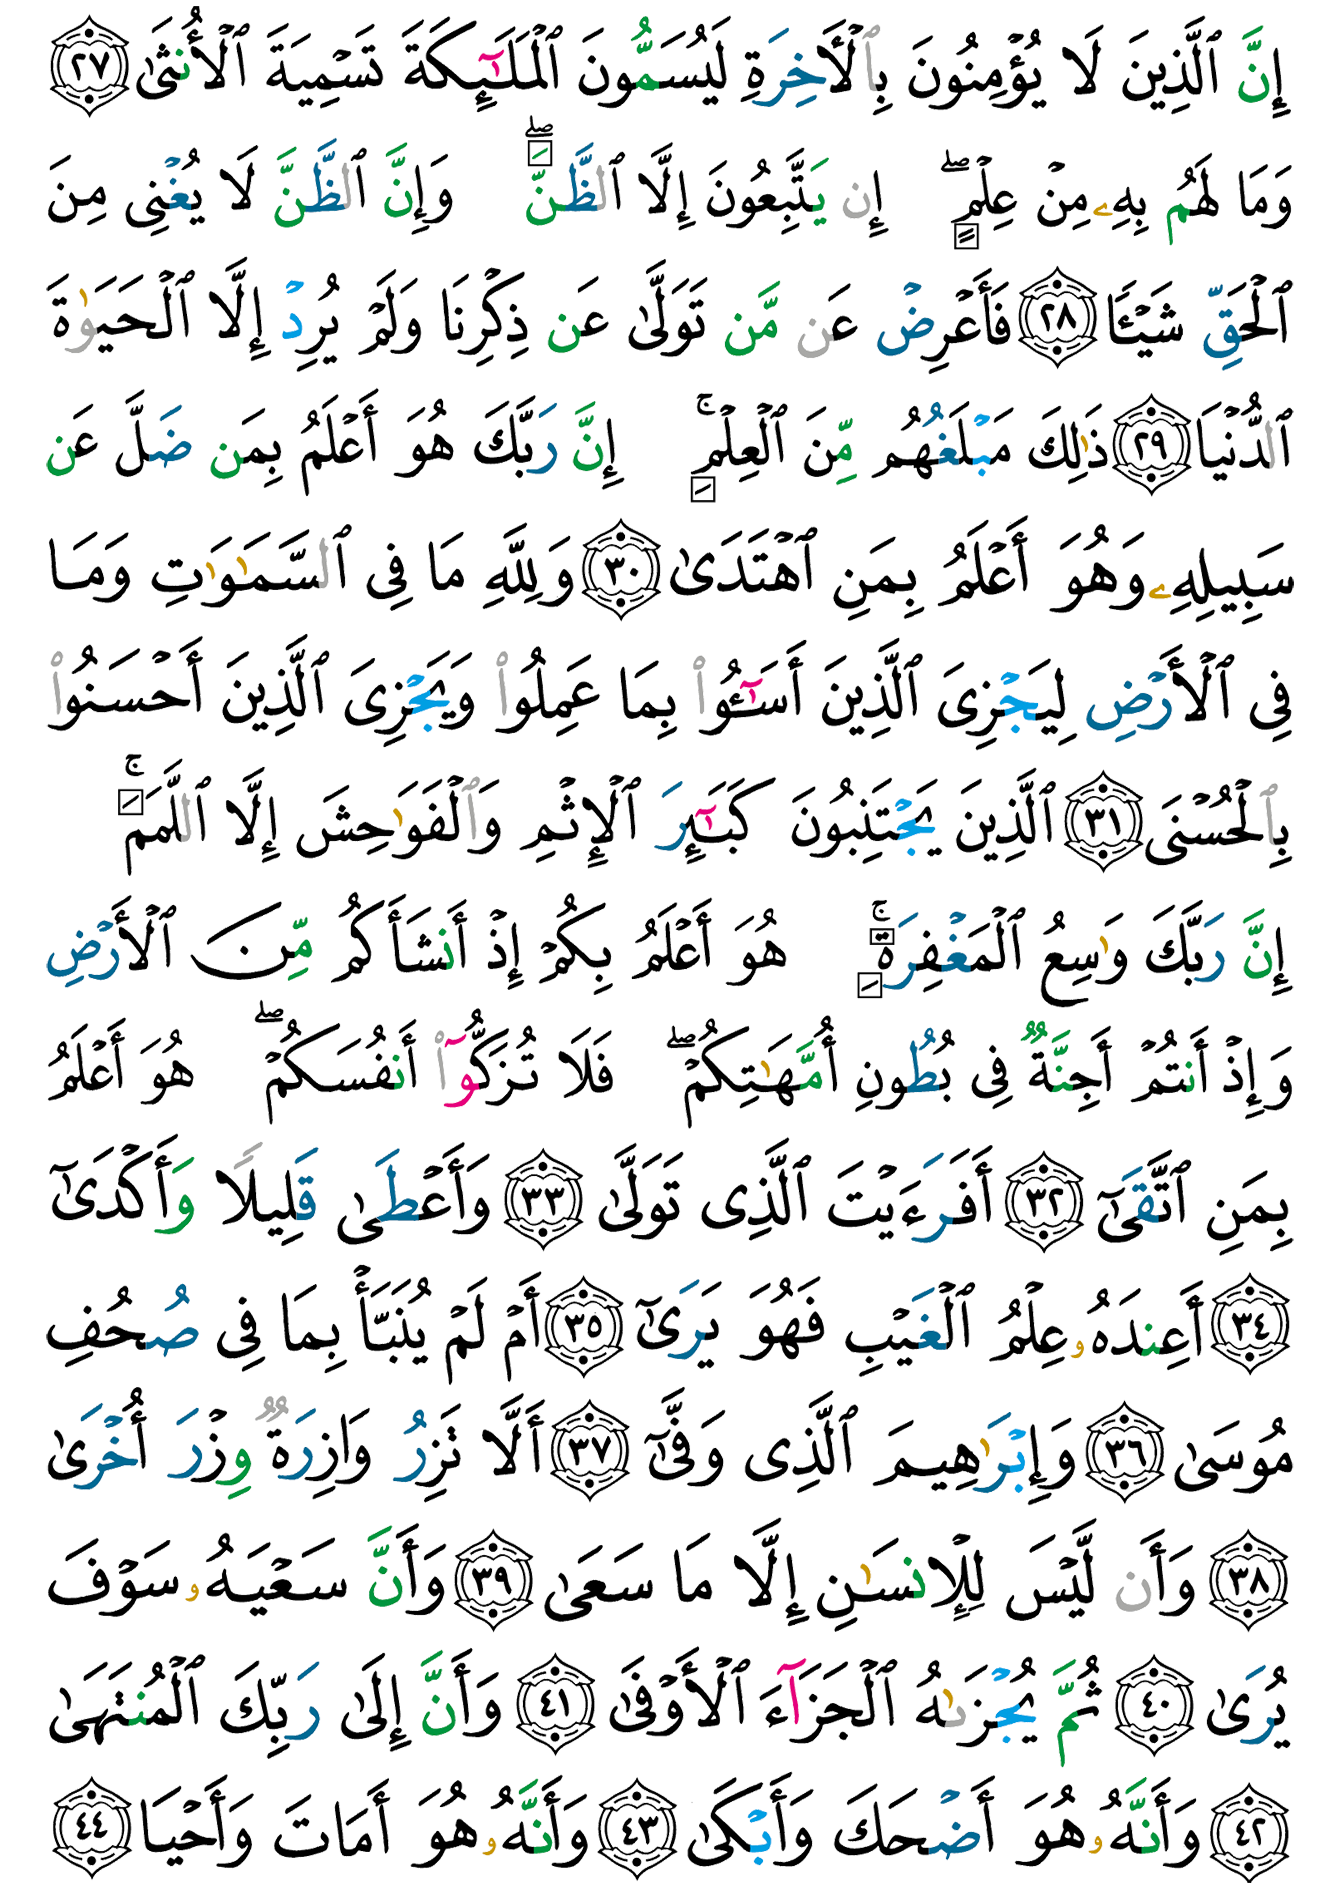 إِنَّ ٱلَّذِينَ لَا يُؤۡمِنُونَ بِٱلۡأٓخِرَةِ لَيُسَمُّونَ ٱلۡمَلَٰٓئِكَةَ تَسۡمِيَةَ ٱلۡأُنثَىٰ ٢٧
وَمَا لَهُم بِهِۦ مِنۡ عِلۡمٍۖ إِن يَتَّبِعُونَ إِلَّا ٱلظَّنَّۖ وَإِنَّ ٱلظَّنَّ لَا يُغۡنِي مِنَ
ٱلۡحَقِّ شَيۡـٔٗا ٢٨ فَأَعۡرِضۡ عَن مَّن تَوَلَّىٰ عَن ذِكۡرِنَا وَلَمۡ يُرِدۡ إِلَّا ٱلۡحَيَوٰةَ
ٱلدُّنۡيَا ٢٩ ذَٰلِكَ مَبۡلَغُهُم مِّنَ ٱلۡعِلۡمِۚ إِنَّ رَبَّكَ هُوَ أَعۡلَمُ بِمَن ضَلَّ عَن
سَبِيلِهِۦ وَهُوَ أَعۡلَمُ بِمَنِ ٱهۡتَدَىٰ ٣٠ وَلِلَّهِ مَا فِي ٱلسَّمَٰوَٰتِ وَمَا
فِي ٱلۡأَرۡضِ لِيَجۡزِيَ ٱلَّذِينَ أَسَٰٓـُٔواْ بِمَا عَمِلُواْ وَيَجۡزِيَ ٱلَّذِينَ أَحۡسَنُواْ
بِٱلۡحُسۡنَى ٣١ ٱلَّذِينَ يَجۡتَنِبُونَ كَبَٰٓئِرَ ٱلۡإِثۡمِ وَٱلۡفَوَٰحِشَ إِلَّا ٱللَّمَمَۚ
إِنَّ رَبَّكَ وَٰسِعُ ٱلۡمَغۡفِرَةِۚ هُوَ أَعۡلَمُ بِكُمۡ إِذۡ أَنشَأَكُم مِّنَ ٱلۡأَرۡضِ
وَإِذۡ أَنتُمۡ أَجِنَّةٞ فِي بُطُونِ أُمَّهَٰتِكُمۡۖ فَلَا تُزَكُّوٓاْ أَنفُسَكُمۡۖ هُوَ أَعۡلَمُ
بِمَنِ ٱتَّقَىٰٓ ٣٢ أَفَرَءَيۡتَ ٱلَّذِي تَوَلَّىٰ ٣٣ وَأَعۡطَىٰ قَلِيلٗا وَأَكۡدَىٰٓ
٣٤ أَعِندَهُۥ عِلۡمُ ٱلۡغَيۡبِ فَهُوَ يَرَىٰٓ ٣٥ أَمۡ لَمۡ يُنَبَّأۡ بِمَا فِي صُحُفِ
مُوسَىٰ ٣٦ وَإِبۡرَٰهِيمَ ٱلَّذِي وَفَّىٰٓ ٣٧ أَلَّا تَزِرُ وَازِرَةٞ وِزۡرَ أُخۡرَىٰ
٣٨ وَأَن لَّيۡسَ لِلۡإِنسَٰنِ إِلَّا مَا سَعَىٰ ٣٩ وَأَنَّ سَعۡيَهُۥ سَوۡفَ
يُرَىٰ ٤٠ ثُمَّ يُجۡزَىٰهُ ٱلۡجَزَآءَ ٱلۡأَوۡفَىٰ ٤١ وَأَنَّ إِلَىٰ رَبِّكَ ٱلۡمُنتَهَىٰ
٤٢ وَأَنَّهُۥ هُوَ أَضۡحَكَ وَأَبۡكَىٰ ٤٣ وَأَنَّهُۥ هُوَ أَمَاتَ وَأَحۡيَا ٤٤